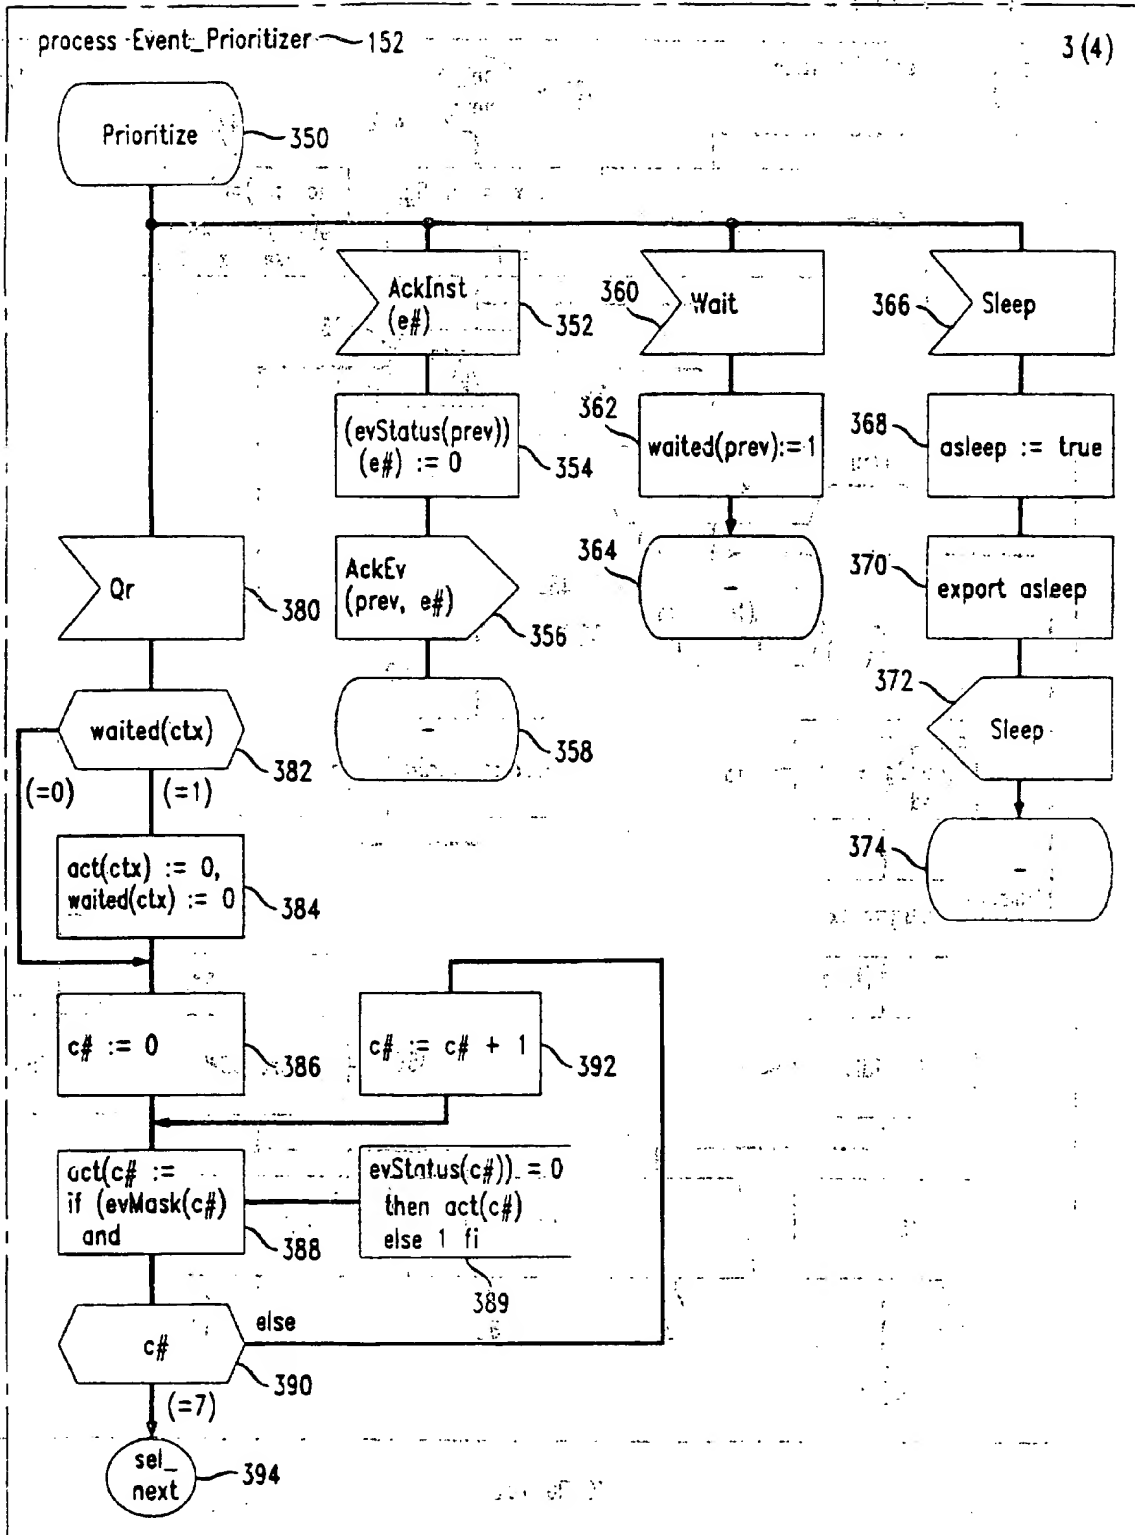 process Event_Prioritizer 152
3(4)
Prioritize
350
AckInst
(e#)
352
360
Wait
366
Sleep
(evStatus(prev))
(e#) := 0
354
362
waited(prev):=1
368
asleep := true
Qr
380
AckEv
(prev, e#)
356
364
-
370
export asleep
waited(ctx)
382
(=0)
(=1)
-
358
372
Sleep
act(ctx) := 0,
waited(ctx) := 0
384
374
-
c# := 0
386
c# := c# + 1
392
act(c# :=
if (evMask(c#)
and
388
evStatus(c#)) = 0
then act(c#)
else 1 fi
389
c#
else
390
(=7)
sel_
next
394